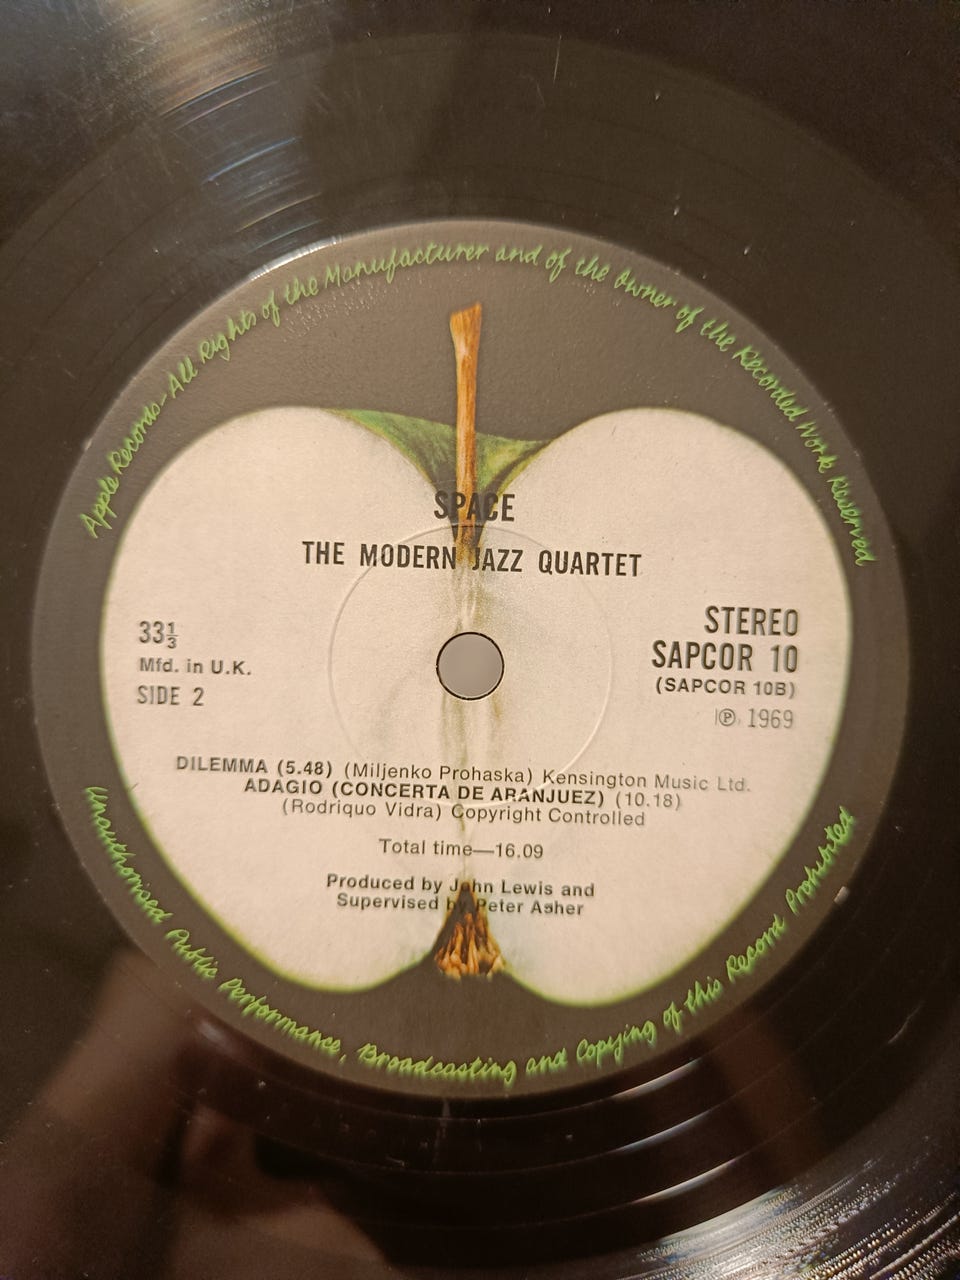 Apple Records-All Rights of the Manufacturer and of the Owner of the Recorded Work Reserved
SPACE
THE MODERN JAZZ QUARTET
33⅓
Mfd. in U.K.
SIDE 2
STEREO
SAPCOR 10
(SAPCOR 10B)
℗ 1969
DILEMMA (5.48) (Miljenko Prohaska) Kensington Music Ltd.
ADAGIO (CONCERTA DE ARANJUEZ) (10.18)
(Rodriquo Vidra) Copyright Controlled
Total time—16.09
Produced by John Lewis and
Supervised by Peter Asher
Unauthorised Public Performance, Broadcasting and Copying of this Record Prohibited